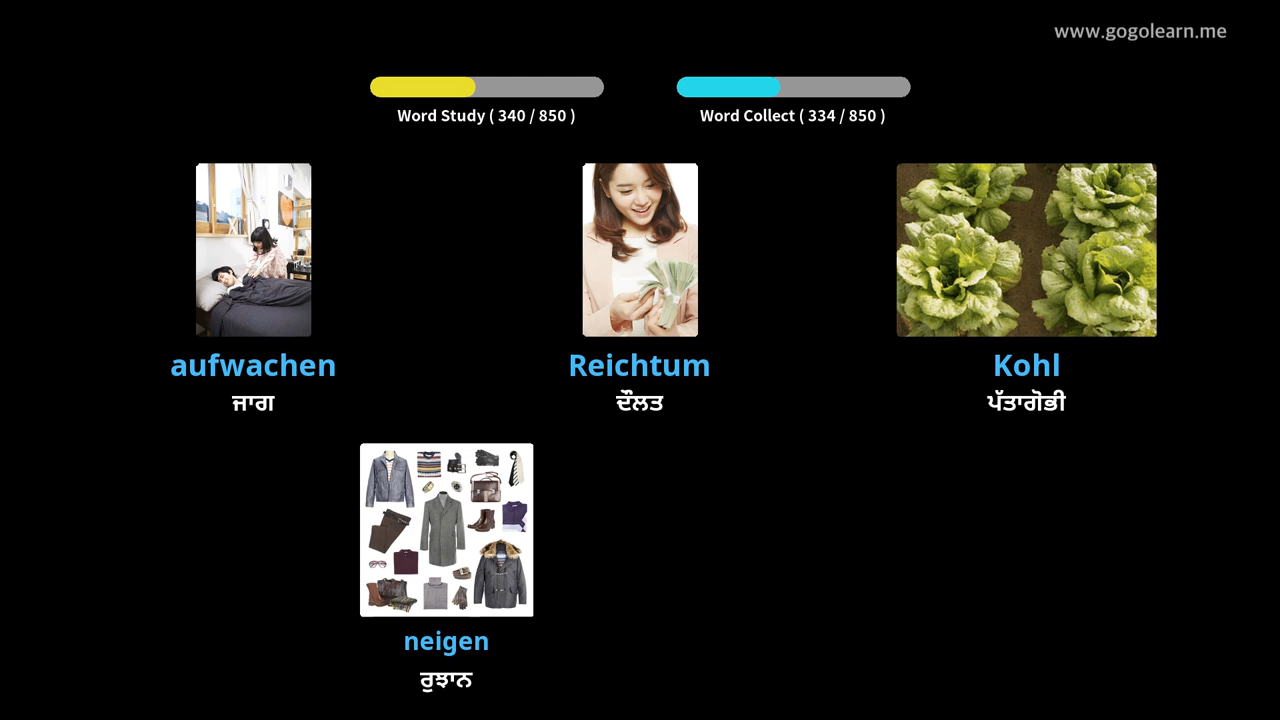 www.gogolearn.me
Word Study ( 340 / 850 )
Word Collect ( 334 / 850 )
aufwachen
ਜਾਗ
Reichtum
ਦੌਲਤ
Kohl
ਪੱਤਾਗੋਭੀ
neigen
ਰੁਝਾਨ